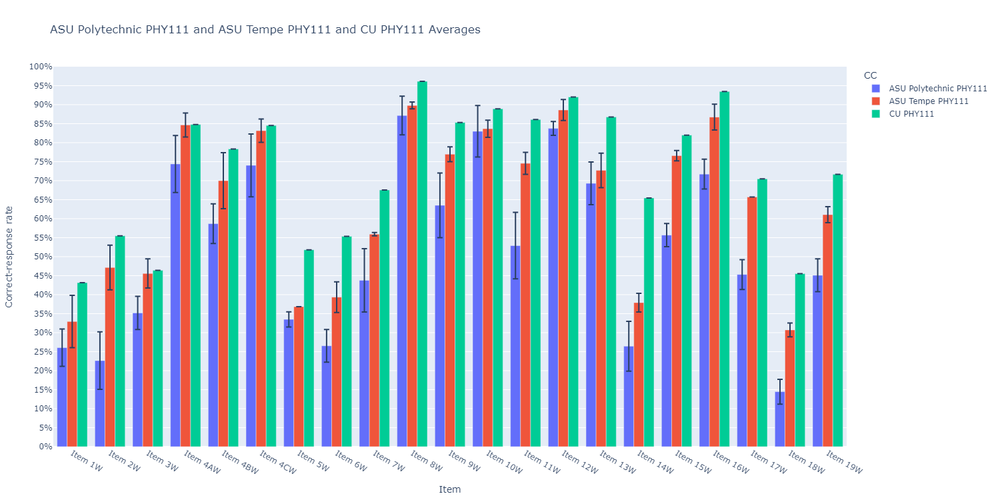 ASU Polytechnic PHY111 and ASU Tempe PHY111 and CU PHY111 Averages
CC
ASU Polytechnic PHY111
ASU Tempe PHY111
CU PHY111
Correct-response rate
100%
95%
90%
85%
80%
75%
70%
65%
60%
55%
50%
45%
40%
35%
30%
25%
20%
15%
10%
5%
0%
Item 1W
Item 2W
Item 3W
Item 4AW
Item 4BW
Item 4CW
Item 5W
Item 6W
Item 7W
Item 8W
Item 9W
Item 10W
Item 11W
Item 12W
Item 13W
Item 14W
Item 15W
Item 16W
Item 17W
Item 18W
Item 19W
Item